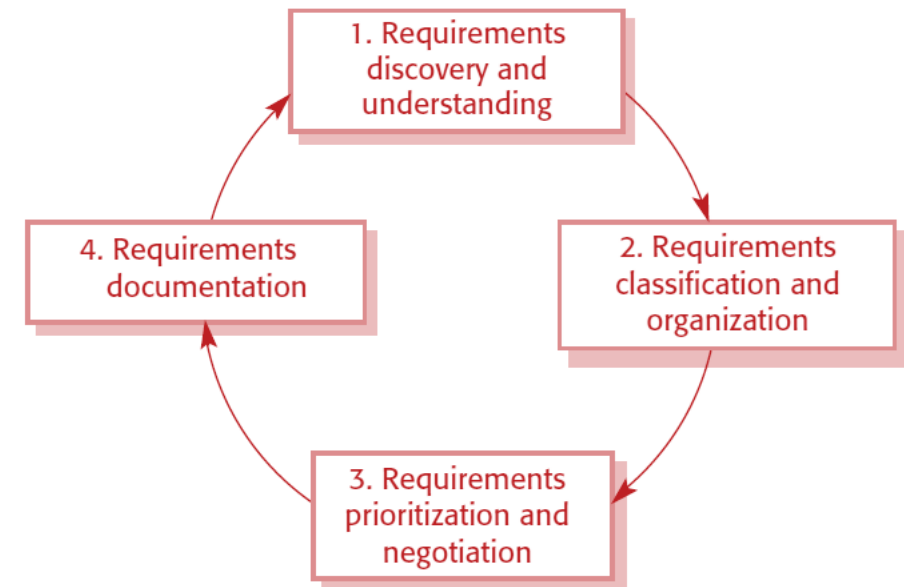 1. Requirements
discovery and
understanding
2. Requirements
classification and
organization
3. Requirements
prioritization and
negotiation
4. Requirements
documentation